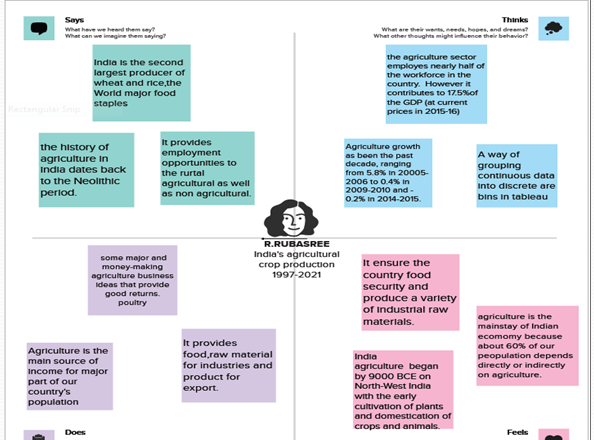 Says
What have we heard them say?
What can we imagine them saying?
Thinks
What are their wants, needs, hopes, and dreams?
What other thoughts might influence their behavior?
India is the second
largest producer of
wheat and rice,the
World major food
staples
Rectangular Snip
the history of
agriculture in
india dates back
to the Neolithic
period.
It provides
employment
opportunities to
the rurtal
agricultural as well
as non agricultural.
the agriculture sector
employes nearly half of
the workforce in the
country. However it
contributes to 17.5%of
the GDP (at current
prices in 2015-16)
Agriculture growth
as been the past
decade, ranging
from 5.8% in 20005-
2006 to 0.4% in
2009-2010 and -
0.2% in 2014-2015.
A way of
grouping
continuous data
into discrete are
bins in tableau
R.RUBASREE
India's agricultural
crop production
1997-2021
some major and
money-making
agriculture business
ideas that provide
good returns.
poultry
Agriculture is the
main source of
income for major
part of our
country's
population
It provides
food,raw material
for industries and
product for
export.
It ensure the
country food
security and
produce a variety
of industrial raw
materials.
agriculture is the
mainstay of Indian
ecomomy because
about 60% of our
peopulation depends
directly or indirectly
on agriculture.
India
agriculture began
by 9000 BCE on
North-West India
with the early
cultivation of plants
and domestication of
crops and animals.
Does
Feels